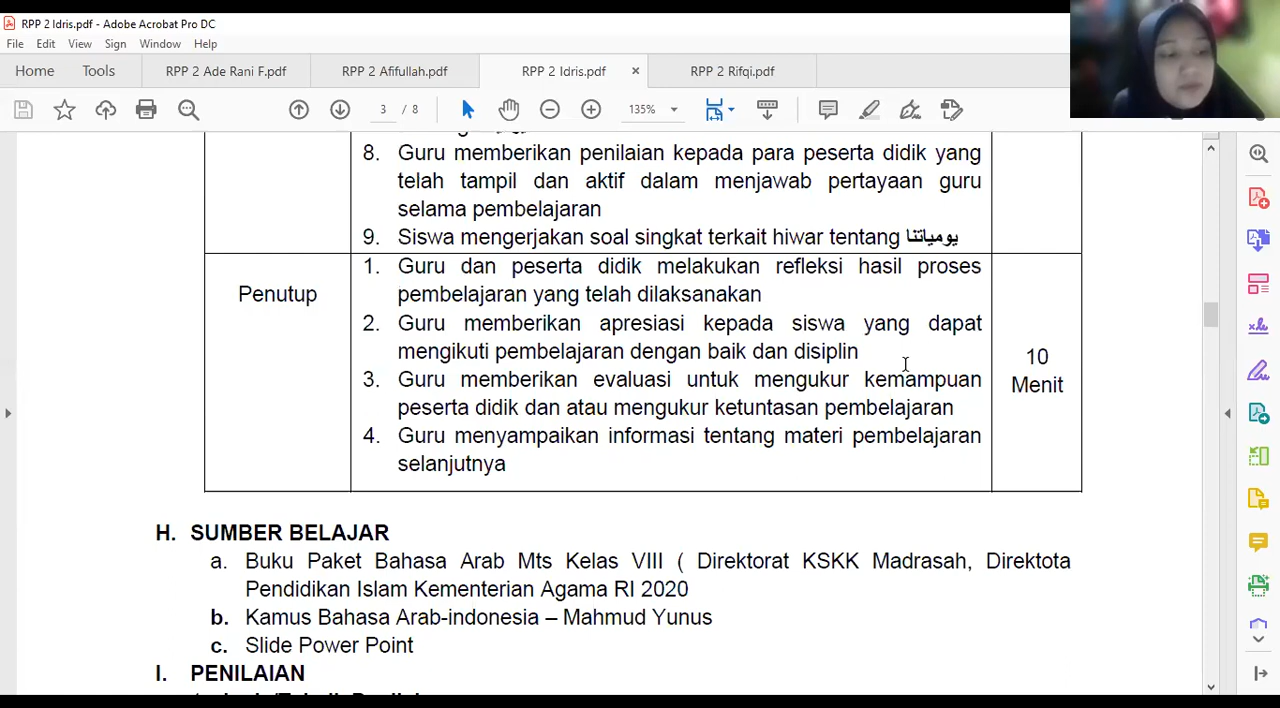 RPP 2 Idris.pdf - Adobe Acrobat Pro DC
File Edit View Sign Window Help
Home Tools RPP 2 Ade Rani F.pdf RPP 2 Afifullah.pdf RPP 2 Idris.pdf × RPP 2 Rifqi.pdf
3 / 8 135%
8. Guru memberikan penilaian kepada para peserta didik yang
telah tampil dan aktif dalam menjawab pertayaan guru
selama pembelajaran
9. Siswa mengerjakan soal singkat terkait hiwar tentang يومياتنا
Penutup
1. Guru dan peserta didik melakukan refleksi hasil proses
pembelajaran yang telah dilaksanakan
2. Guru memberikan apresiasi kepada siswa yang dapat
mengikuti pembelajaran dengan baik dan disiplin
3. Guru memberikan evaluasi untuk mengukur kemampuan
peserta didik dan atau mengukur ketuntasan pembelajaran
4. Guru menyampaikan informasi tentang materi pembelajaran
selanjutnya
10
Menit
H. SUMBER BELAJAR
a. Buku Paket Bahasa Arab Mts Kelas VIII ( Direktorat KSKK Madrasah, Direktota
Pendidikan Islam Kementerian Agama RI 2020
b. Kamus Bahasa Arab-indonesia – Mahmud Yunus
c. Slide Power Point
I. PENILAIAN